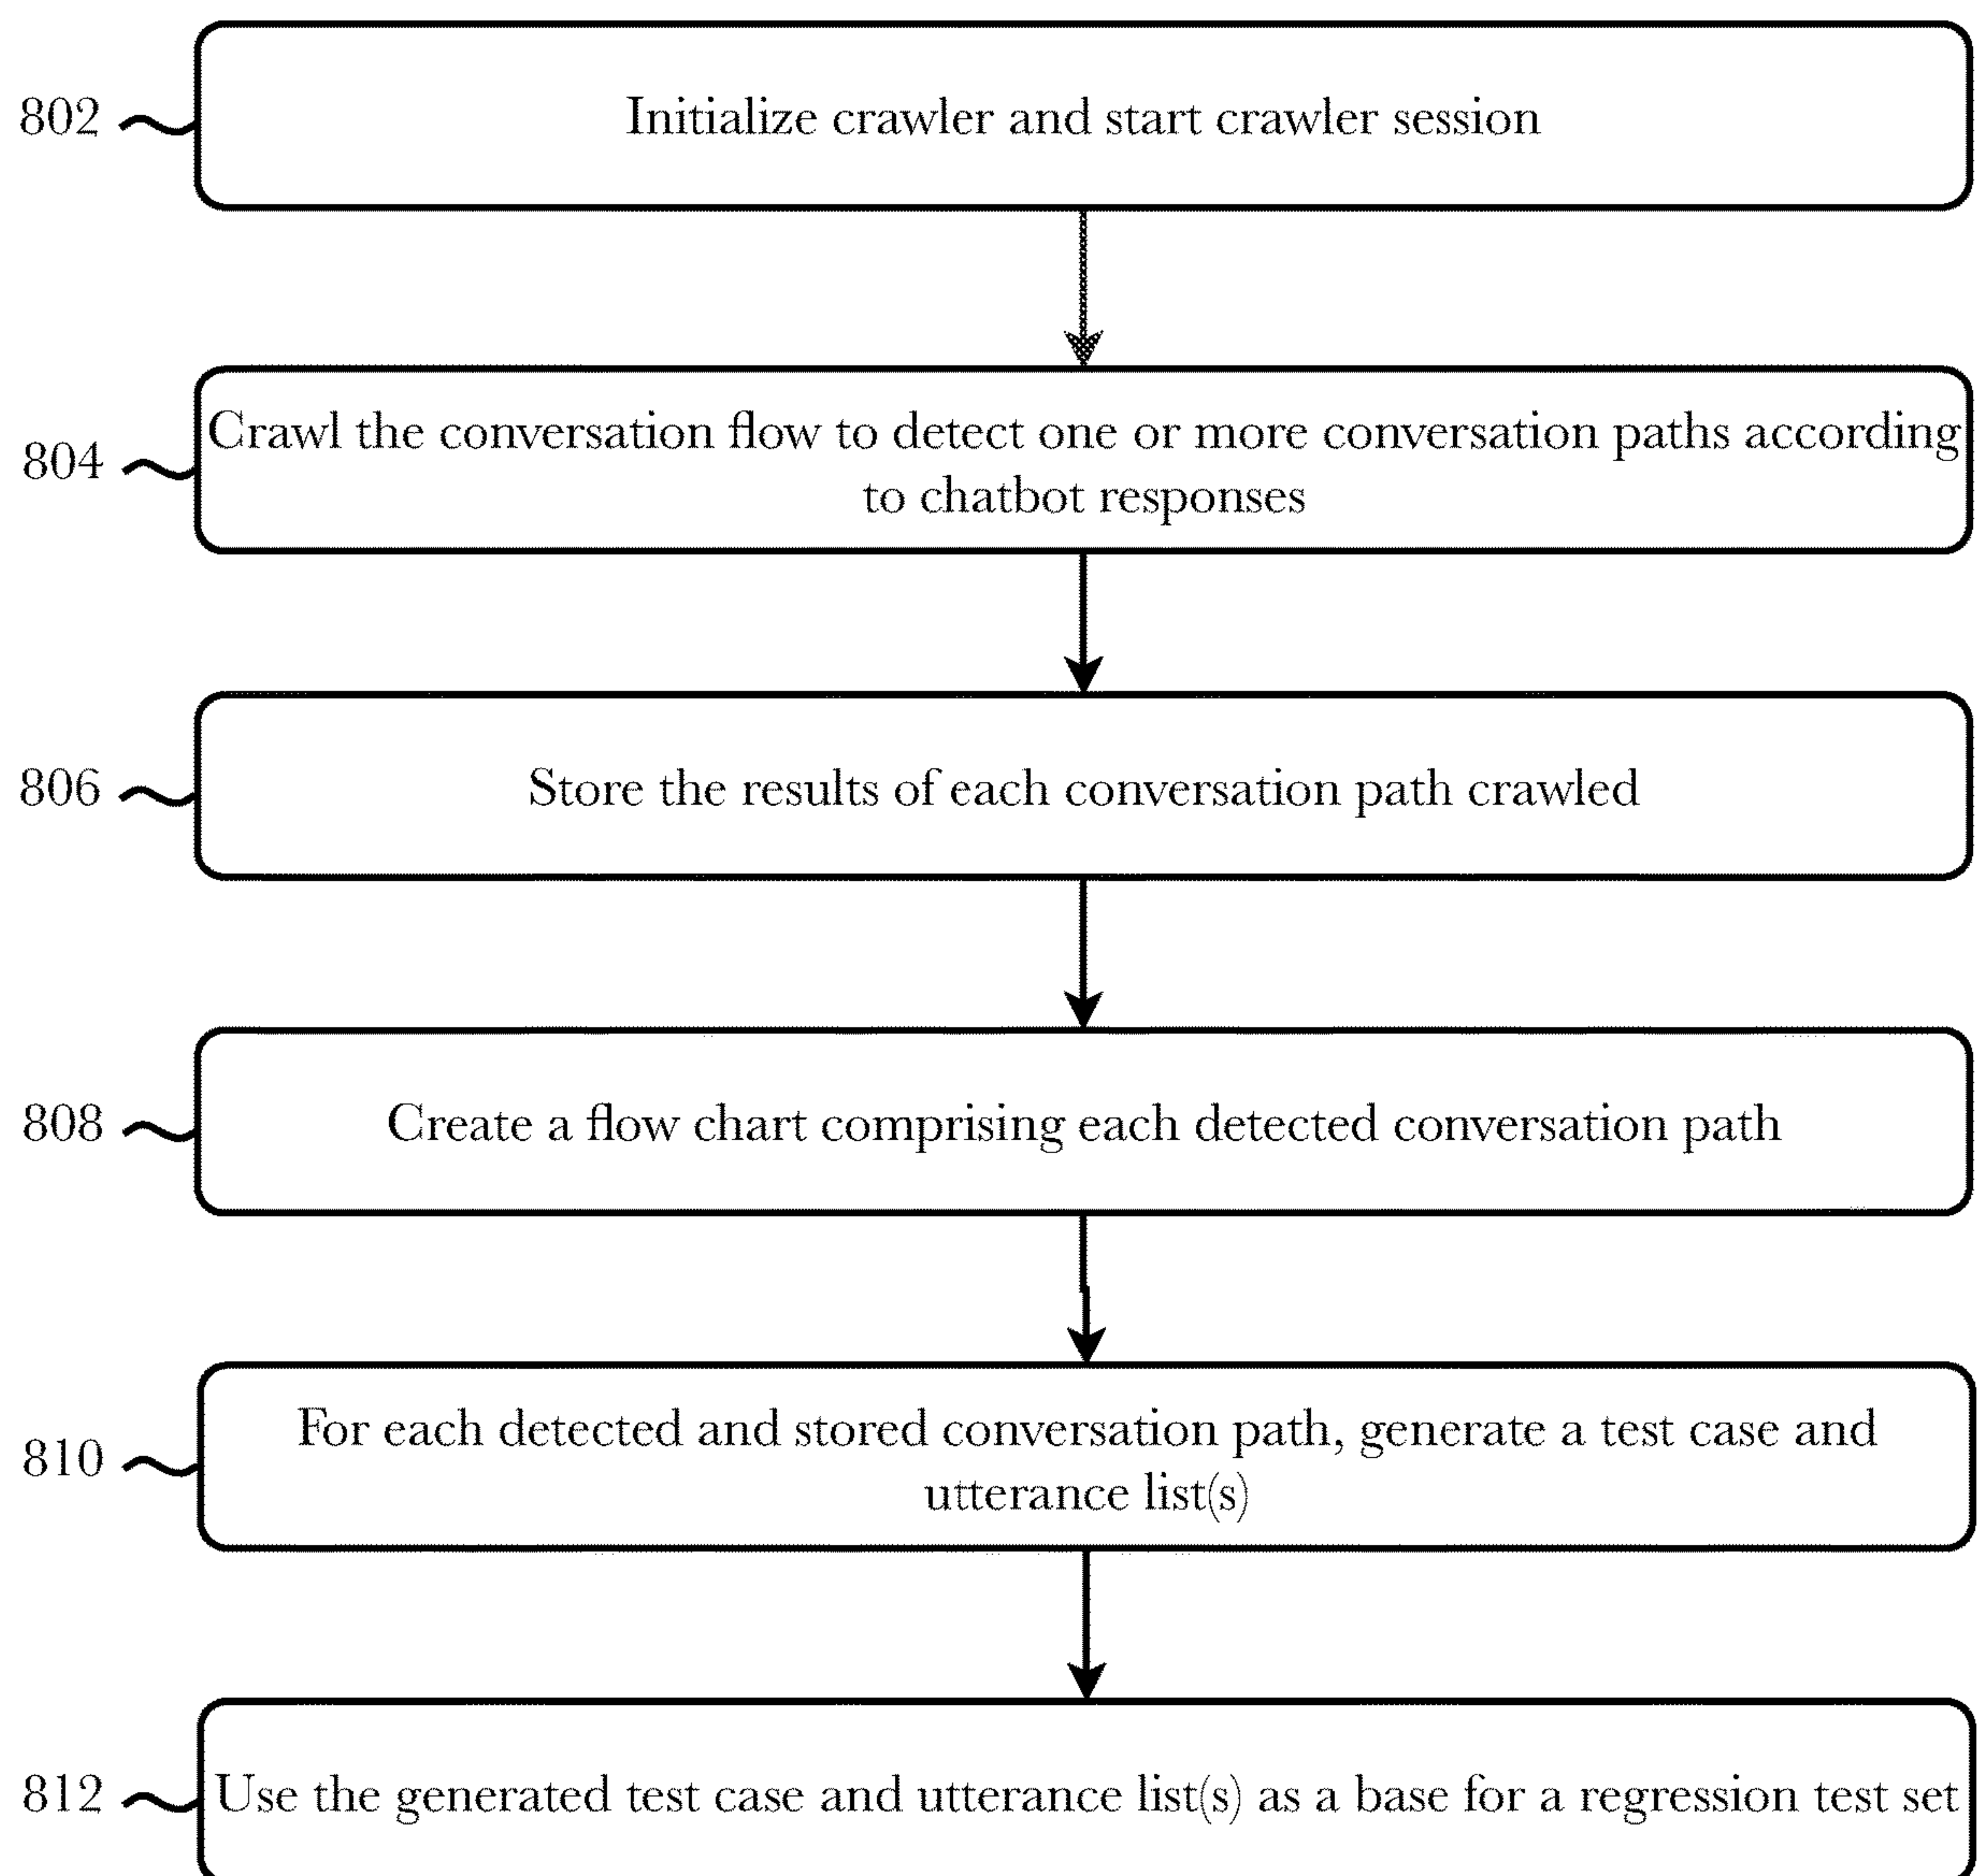 802
Initialize crawler and start crawler session
804
Crawl the conversation flow to detect one or more conversation paths according
to chatbot responses
806
Store the results of each conversation path crawled
808
Create a flow chart comprising each detected conversation path
810
For each detected and stored conversation path, generate a test case and
utterance list(s)
812
Use the generated test case and utterance list(s) as a base for a regression test set